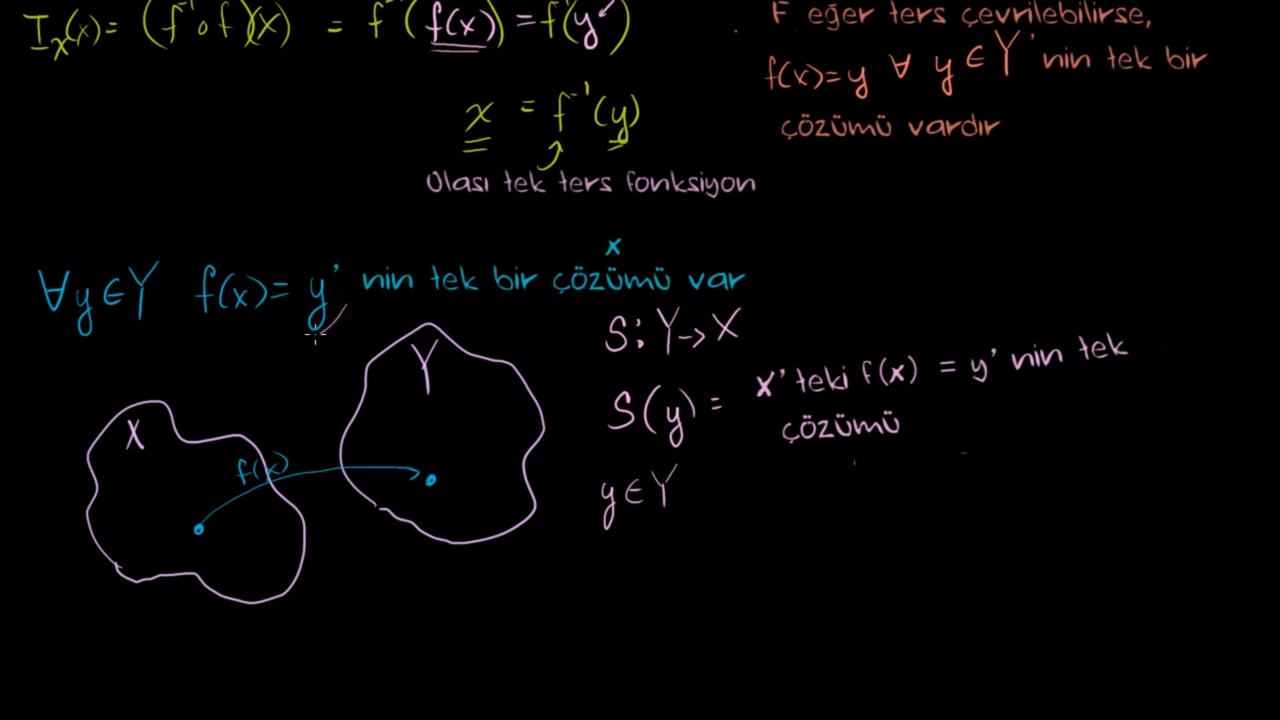 I_x(x) = (f⁻¹ o f)(x) = f⁻¹(f(x)) = f⁻¹(y)
x = f⁻¹(y)
Olası tek ters fonksiyon
F eğer ters çevrilebilirse,
f(x)=y ∀ y ∈ Y'nin tek bir
çözümü vardır
x
∀y∈Y f(x)= y' nin tek bir çözümü var
S: Y→X
S(y) = x'teki f(x) = y' nin tek
çözümü
y∈Y
Y
X
f(x)